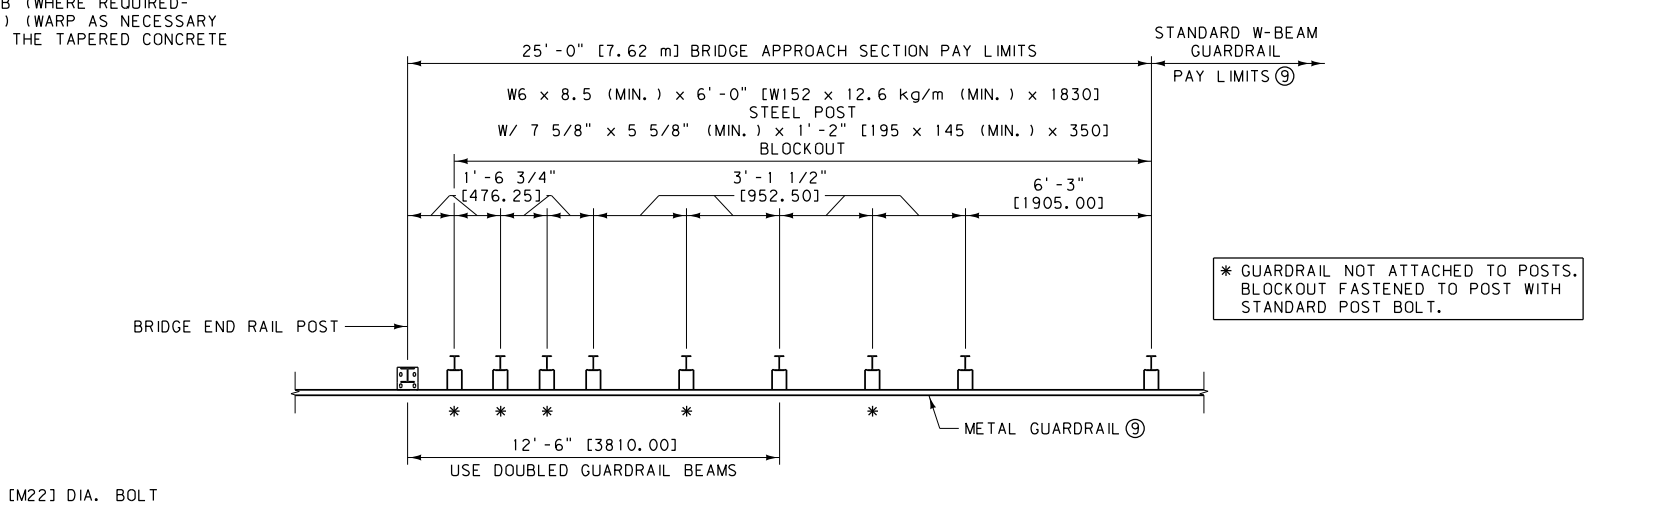 B (WHERE REQUIRED-
) (WARP AS NECESSARY
THE TAPERED CONCRETE
25'-0" [7.62 m] BRIDGE APPROACH SECTION PAY LIMITS
STANDARD W-BEAM
GUARDRAIL
PAY LIMITS ⑨
W6 x 8.5 (MIN.) x 6'-0" [W152 x 12.6 kg/m (MIN.) x 1830]
STEEL POST
W/ 7 5/8" x 5 5/8" (MIN.) x 1'-2" [195 x 145 (MIN.) x 350]
BLOCKOUT
1'-6 3/4"
[476.25]
3'-1 1/2"
[952.50]
6'-3"
[1905.00]
* GUARDRAIL NOT ATTACHED TO POSTS.
BLOCKOUT FASTENED TO POST WITH
STANDARD POST BOLT.
BRIDGE END RAIL POST
* * * * *
METAL GUARDRAIL ⑨
12'-6" [3810.00]
USE DOUBLED GUARDRAIL BEAMS
[M22] DIA. BOLT